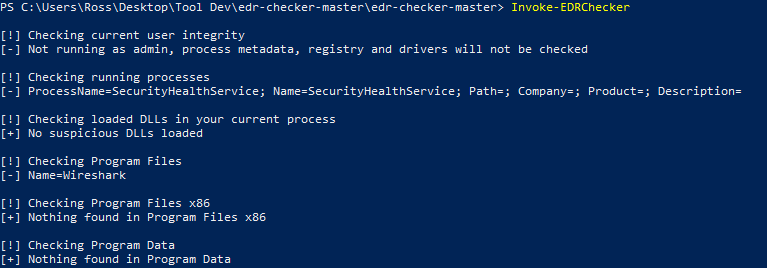 PS C:\Users\Ross\Desktop\Tool Dev\edr-checker-master\edr-checker-master> Invoke-EDRChecker
[!] Checking current user integrity
[-] Not running as admin, process metadata, registry and drivers will not be checked
[!] Checking running processes
[-] ProcessName=SecurityHealthService; Name=SecurityHealthService; Path=; Company=; Product=; Description=
[!] Checking loaded DLLs in your current process
[+] No suspicious DLLs loaded
[!] Checking Program Files
[-] Name=Wireshark
[!] Checking Program Files x86
[+] Nothing found in Program Files x86
[!] Checking Program Data
[+] Nothing found in Program Data